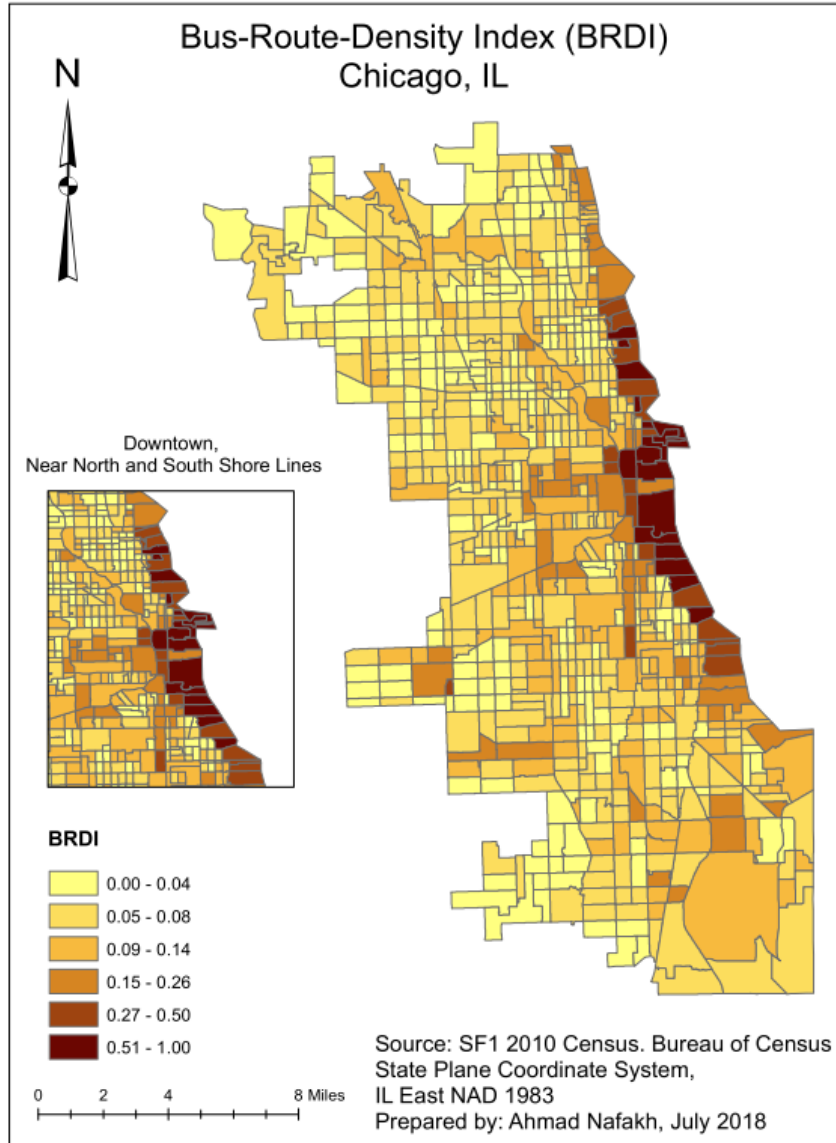 Bus-Route-Density Index (BRDI)
Chicago, IL
N
Downtown,
Near North and South Shore Lines
BRDI
0.00 - 0.04
0.05 - 0.08
0.09 - 0.14
0.15 - 0.26
0.27 - 0.50
0.51 - 1.00
0 2 4 8 Miles
Source: SF1 2010 Census. Bureau of Census
State Plane Coordinate System,
IL East NAD 1983
Prepared by: Ahmad Nafakh, July 2018